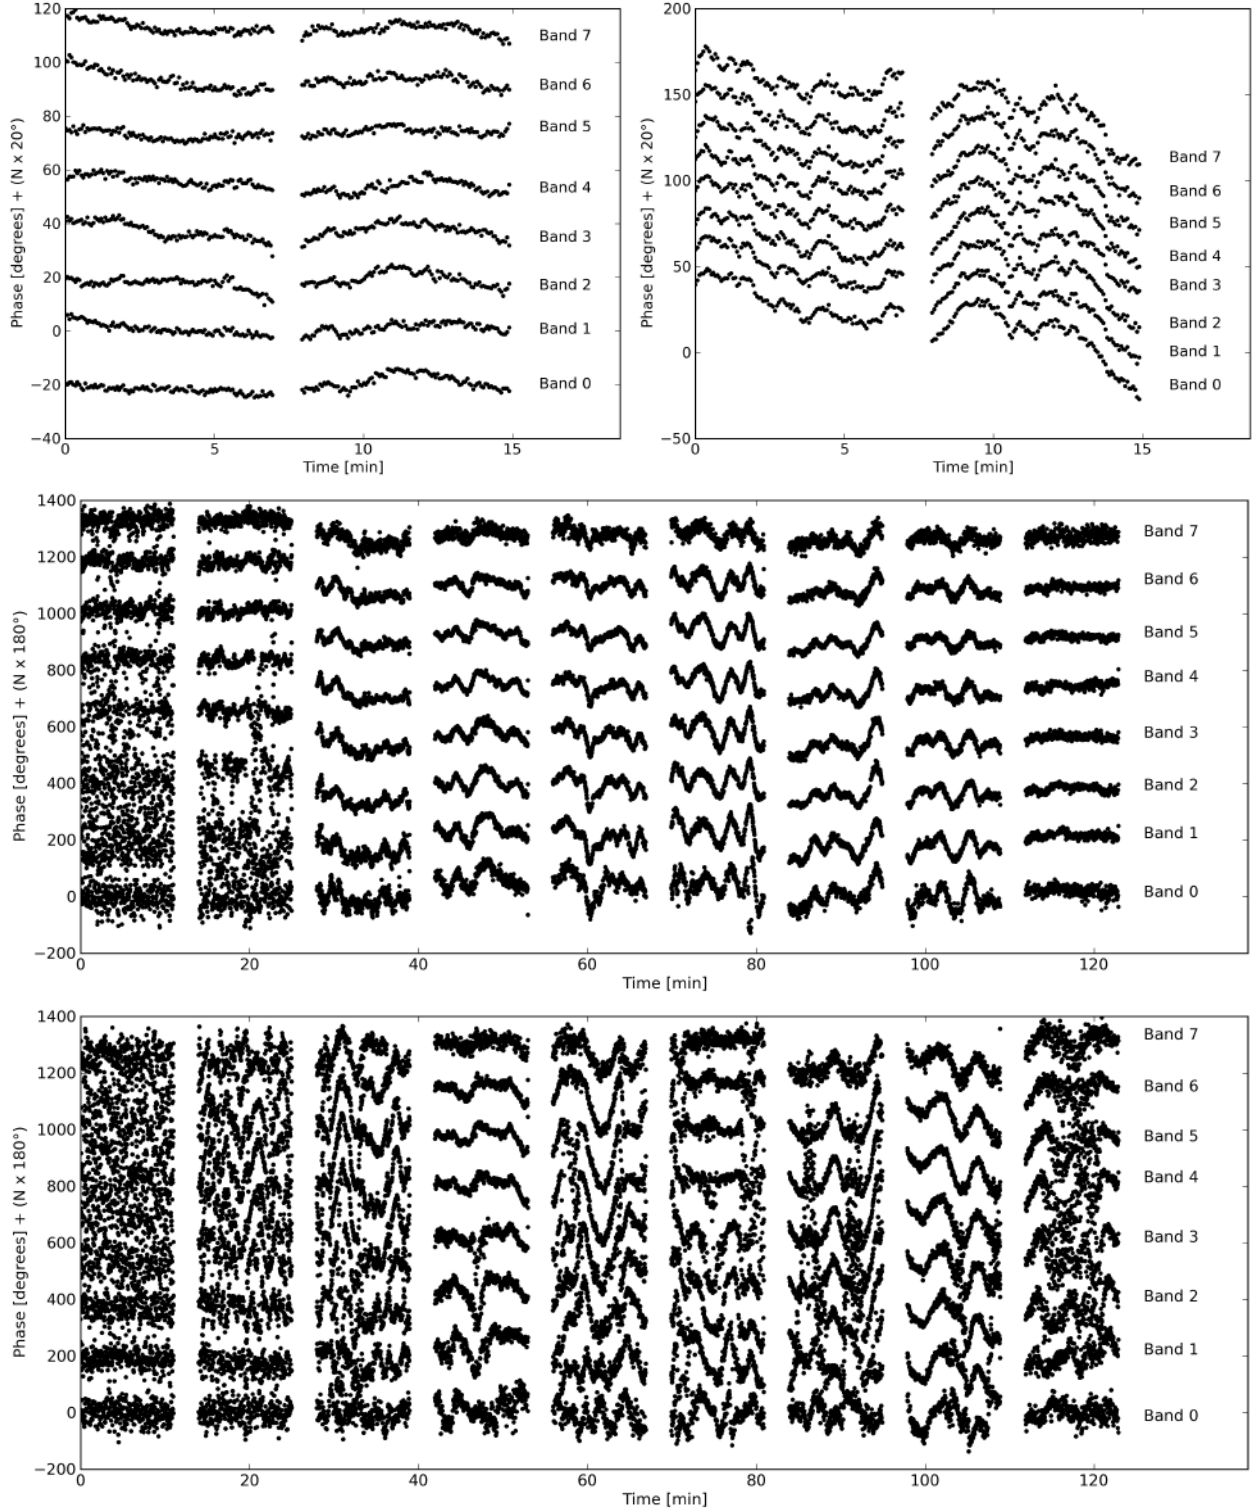 120
100
80
60
40
20
0
−20
−40
Phase [degrees] + (N x 20°)
Band 7
Band 6
Band 5
Band 4
Band 3
Band 2
Band 1
Band 0
0
5
10
15
Time [min]
200
150
100
50
0
−50
Phase [degrees] + (N x 20°)
Band 7
Band 6
Band 5
Band 4
Band 3
Band 2
Band 1
Band 0
0
5
10
15
Time [min]
1400
1200
1000
800
600
400
200
0
−200
Phase [degrees] + (N x 180°)
Band 7
Band 6
Band 5
Band 4
Band 3
Band 2
Band 1
Band 0
0
20
40
60
80
100
120
Time [min]
1400
1200
1000
800
600
400
200
0
−200
Phase [degrees] + (N x 180°)
Band 7
Band 6
Band 5
Band 4
Band 3
Band 2
Band 1
Band 0
0
20
40
60
80
100
120
Time [min]